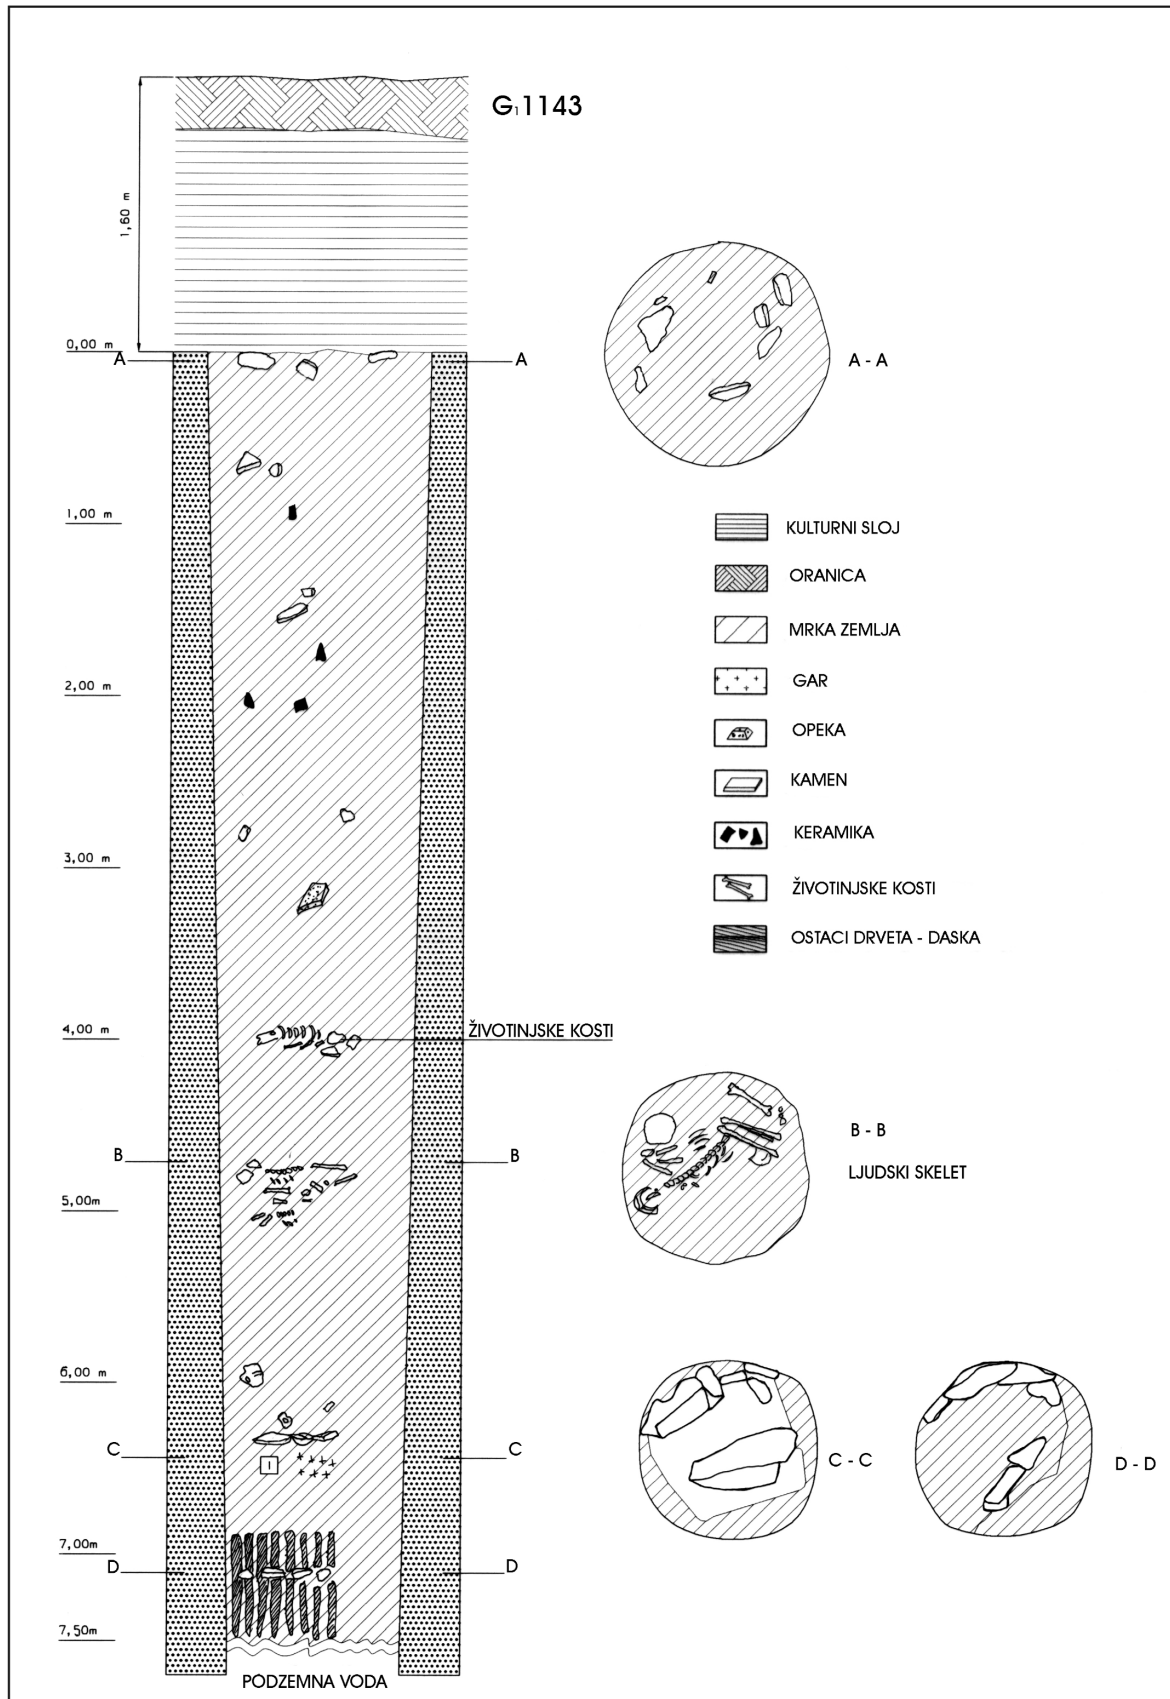 G₁1143
1,60 m
0,00 m
A
A
A - A
1,00 m
KULTURNI SLOJ
ORANICA
MRKA ZEMLJA
2,00 m
GAR
OPEKA
KAMEN
KERAMIKA
3,00 m
ŽIVOTINJSKE KOSTI
OSTACI DRVETA - DASKA
4,00 m
ŽIVOTINJSKE KOSTI
B
B
B - B
LJUDSKI SKELET
5,00m
6,00 m
C
C
C - C
D - D
I
7,00m
D
D
7,50m
PODZEMNA VODA